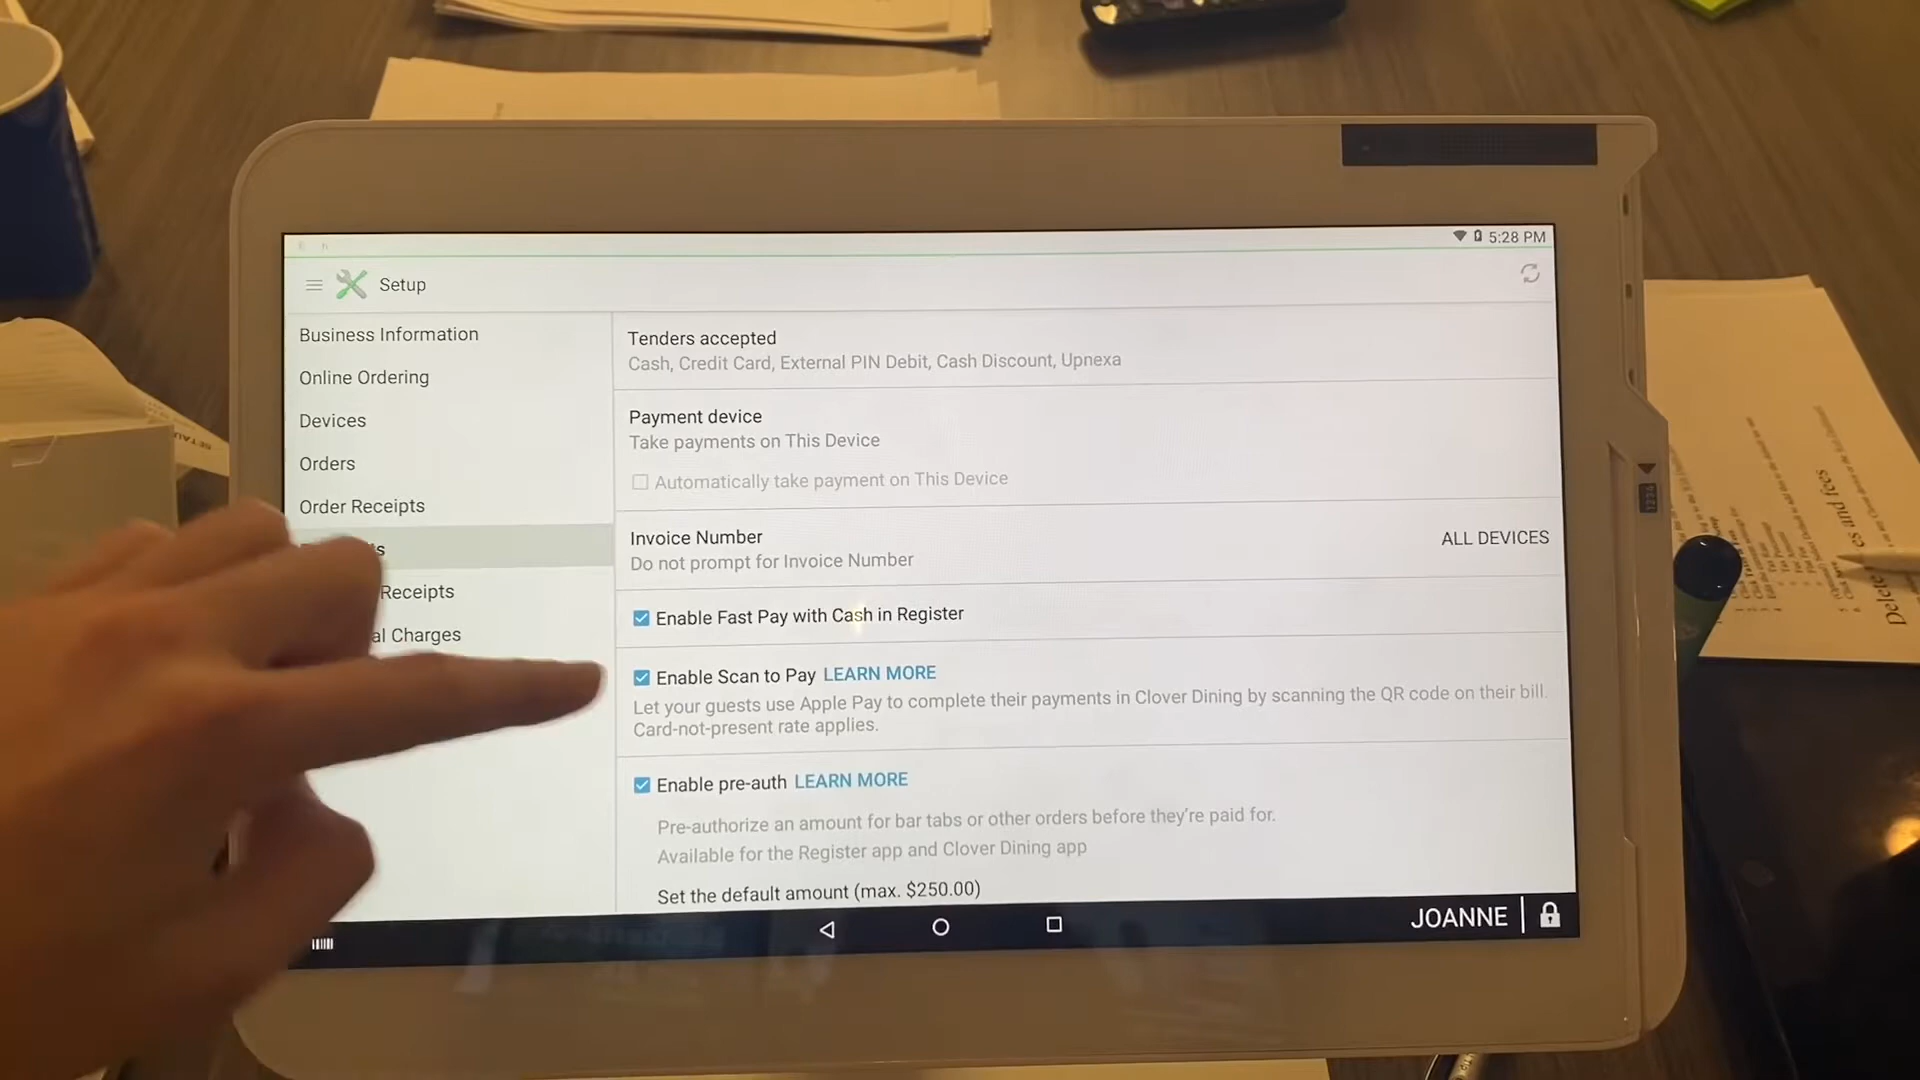 5:28 PM
Setup
Business Information
Online Ordering
Devices
Orders
Order Receipts
Receipts
Charges
Tenders accepted
Cash, Credit Card, External PIN Debit, Cash Discount, Upnexa
Payment device
Take payments on This Device
Automatically take payment on This Device
Invoice Number
Do not prompt for Invoice Number
ALL DEVICES
Enable Fast Pay with Cash in Register
Enable Scan to Pay LEARN MORE
Let your guests use Apple Pay to complete their payments in Clover Dining by scanning the QR code on their bill.
Card-not-present rate applies.
Enable pre-auth LEARN MORE
Pre-authorize an amount for bar tabs or other orders before they're paid for.
Available for the Register app and Clover Dining app
Set the default amount (max. $250.00)
JOANNE
and fees
Delete